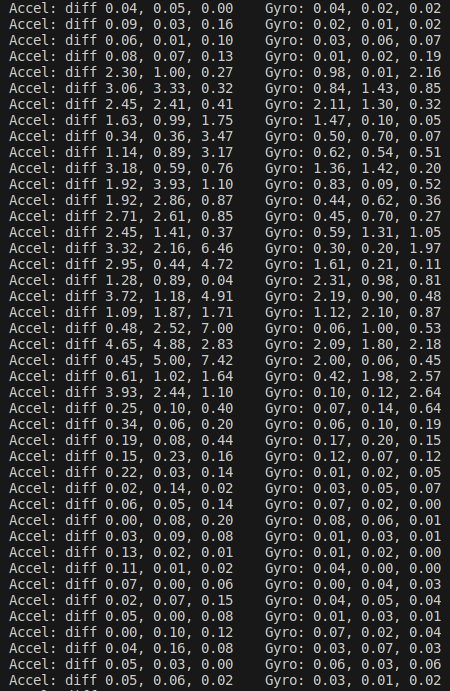 Accel: diff 0.04, 0.05, 0.00 Gyro: 0.04, 0.02, 0.02
Accel: diff 0.09, 0.03, 0.16 Gyro: 0.02, 0.01, 0.02
Accel: diff 0.06, 0.01, 0.10 Gyro: 0.03, 0.06, 0.07
Accel: diff 0.08, 0.07, 0.13 Gyro: 0.01, 0.02, 0.19
Accel: diff 2.30, 1.00, 0.27 Gyro: 0.98, 0.01, 2.16
Accel: diff 3.06, 3.33, 0.32 Gyro: 0.84, 1.43, 0.85
Accel: diff 2.45, 2.41, 0.41 Gyro: 2.11, 1.30, 0.32
Accel: diff 1.63, 0.99, 1.75 Gyro: 1.47, 0.10, 0.05
Accel: diff 0.34, 0.36, 3.47 Gyro: 0.50, 0.70, 0.07
Accel: diff 1.14, 0.89, 3.17 Gyro: 0.62, 0.54, 0.51
Accel: diff 3.18, 0.59, 0.76 Gyro: 1.36, 1.42, 0.20
Accel: diff 1.92, 3.93, 1.10 Gyro: 0.83, 0.09, 0.52
Accel: diff 1.92, 2.86, 0.87 Gyro: 0.44, 0.62, 0.36
Accel: diff 2.71, 2.61, 0.85 Gyro: 0.45, 0.70, 0.27
Accel: diff 2.45, 1.41, 0.37 Gyro: 0.59, 1.31, 1.05
Accel: diff 3.32, 2.16, 6.46 Gyro: 0.30, 0.20, 1.97
Accel: diff 2.95, 0.44, 4.72 Gyro: 1.61, 0.21, 0.11
Accel: diff 1.28, 0.89, 0.04 Gyro: 2.31, 0.98, 0.81
Accel: diff 3.72, 1.18, 4.91 Gyro: 2.19, 0.90, 0.48
Accel: diff 1.09, 1.87, 1.71 Gyro: 1.12, 2.10, 0.87
Accel: diff 0.48, 2.52, 7.00 Gyro: 0.06, 1.00, 0.53
Accel: diff 4.65, 4.88, 2.83 Gyro: 2.09, 1.80, 2.18
Accel: diff 0.45, 5.00, 7.42 Gyro: 2.00, 0.06, 0.45
Accel: diff 0.61, 1.02, 1.64 Gyro: 0.42, 1.98, 2.57
Accel: diff 3.93, 2.44, 1.10 Gyro: 0.10, 0.12, 2.64
Accel: diff 0.25, 0.10, 0.40 Gyro: 0.07, 0.14, 0.64
Accel: diff 0.34, 0.06, 0.20 Gyro: 0.06, 0.10, 0.19
Accel: diff 0.19, 0.08, 0.44 Gyro: 0.17, 0.20, 0.15
Accel: diff 0.15, 0.23, 0.16 Gyro: 0.12, 0.07, 0.12
Accel: diff 0.22, 0.03, 0.14 Gyro: 0.01, 0.02, 0.05
Accel: diff 0.02, 0.14, 0.02 Gyro: 0.03, 0.05, 0.07
Accel: diff 0.06, 0.05, 0.14 Gyro: 0.07, 0.02, 0.00
Accel: diff 0.00, 0.08, 0.20 Gyro: 0.08, 0.06, 0.01
Accel: diff 0.03, 0.09, 0.08 Gyro: 0.01, 0.03, 0.01
Accel: diff 0.13, 0.02, 0.01 Gyro: 0.01, 0.02, 0.00
Accel: diff 0.11, 0.01, 0.02 Gyro: 0.04, 0.00, 0.00
Accel: diff 0.07, 0.00, 0.06 Gyro: 0.00, 0.04, 0.03
Accel: diff 0.02, 0.07, 0.15 Gyro: 0.04, 0.05, 0.04
Accel: diff 0.05, 0.00, 0.08 Gyro: 0.01, 0.03, 0.01
Accel: diff 0.00, 0.10, 0.12 Gyro: 0.07, 0.02, 0.04
Accel: diff 0.04, 0.16, 0.08 Gyro: 0.03, 0.07, 0.03
Accel: diff 0.05, 0.03, 0.00 Gyro: 0.06, 0.03, 0.06
Accel: diff 0.05, 0.06, 0.02 Gyro: 0.03, 0.01, 0.02